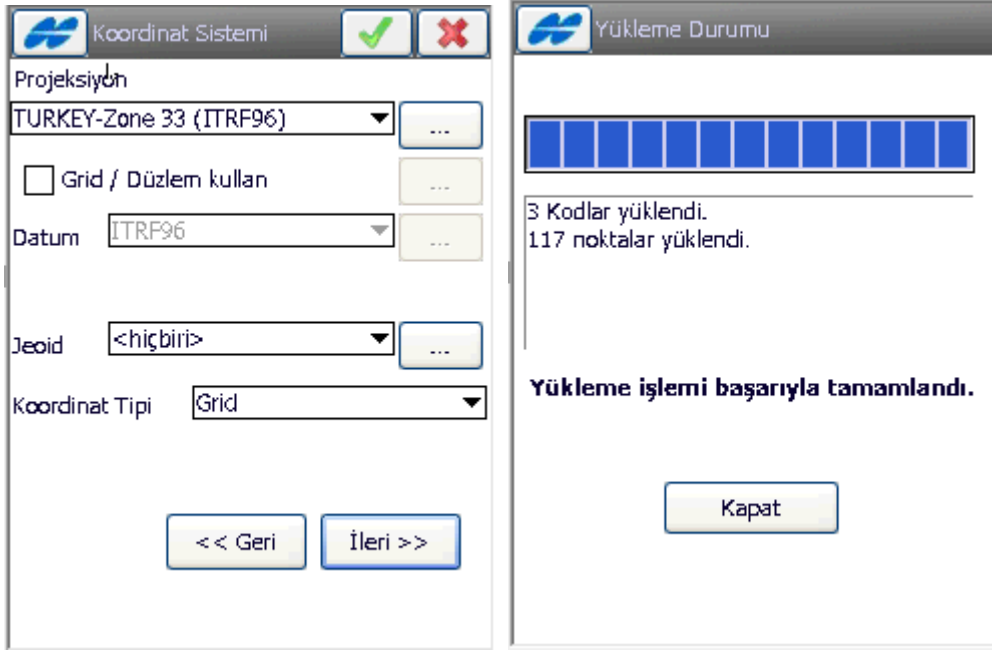 Koordinat Sistemi
Projeksiyon
TURKEY-Zone 33 (ITRF96)
...
Grid / Düzlem kullan
...
Datum
ITRF96
...
Jeoid
<hiçbiri>
...
Koordinat Tipi
Grid
<< Geri
İleri >>
Yükleme Durumu
3 Kodlar yüklendi.
117 noktalar yüklendi.
Yükleme işlemi başarıyla tamamlandı.
Kapat